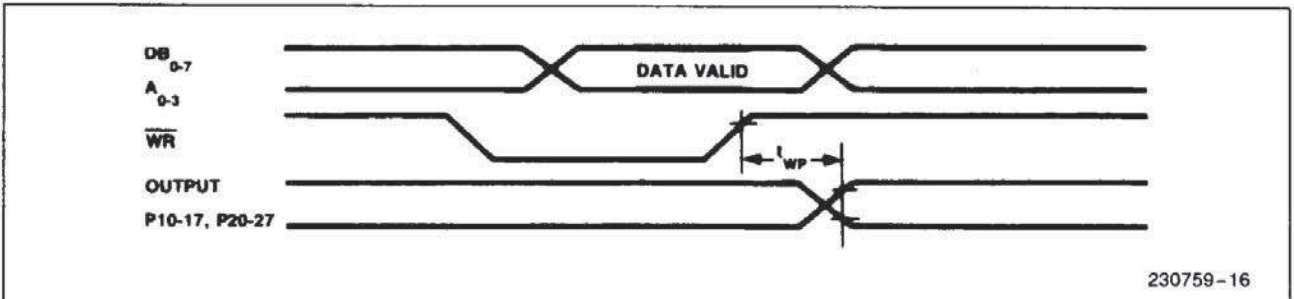 DB0-7
DATA VALID
A0-3
WR
tWP
OUTPUT
P10-17, P20-27
230759-16